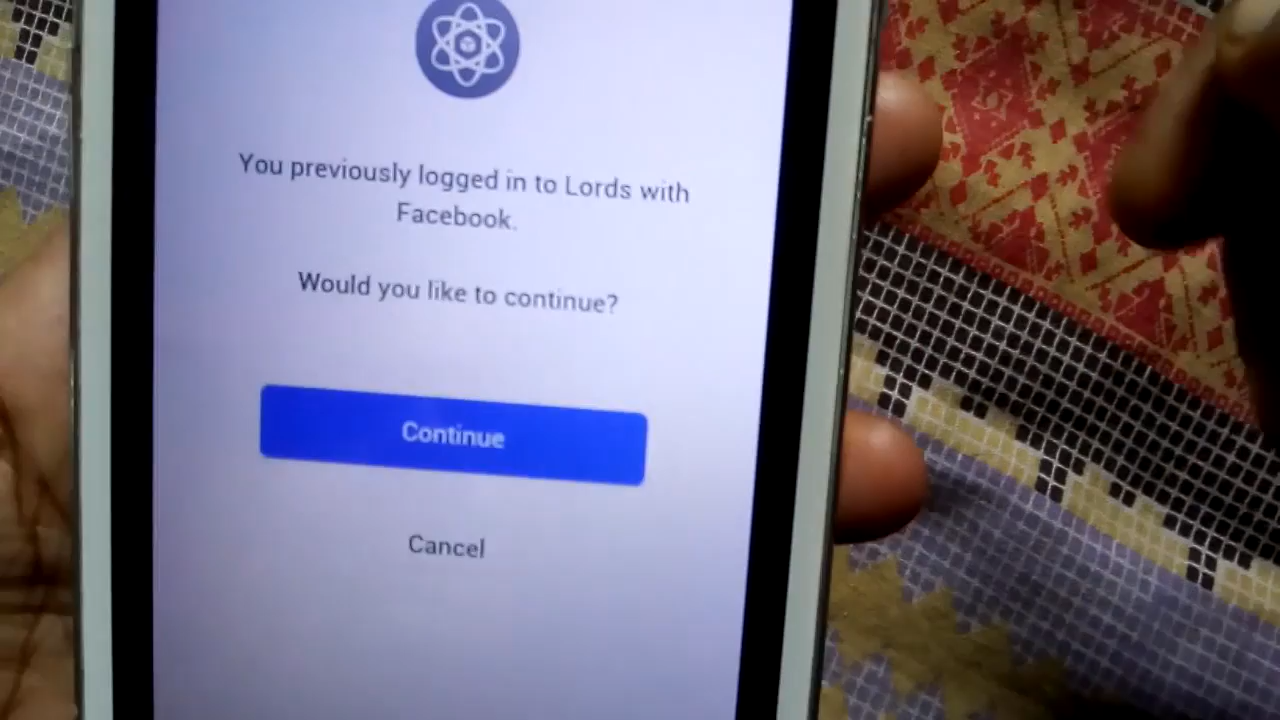 You previously logged in to Lords with
Facebook.
Would you like to continue?
Continue
Cancel